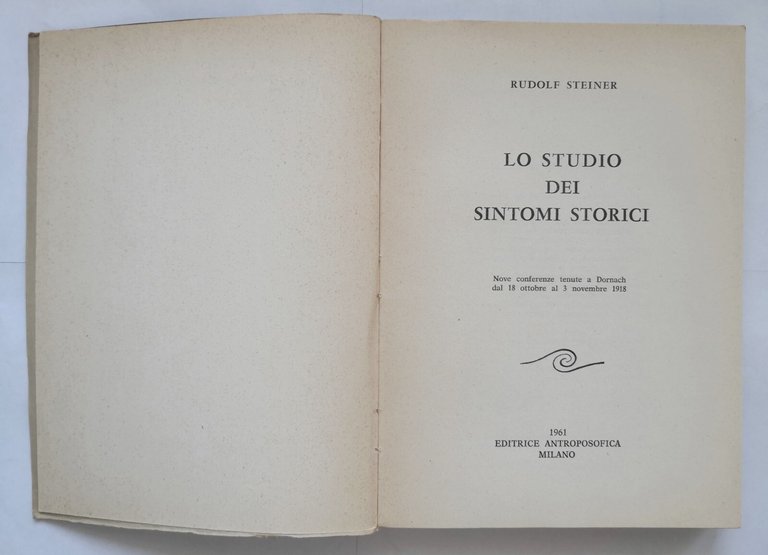 RUDOLF STEINER
LO STUDIO
DEI
SINTOMI STORICI
Nove conferenze tenute a Dornach
dal 18 ottobre al 3 novembre 1918
1961
EDITRICE ANTROPOSOFICA
MILANO